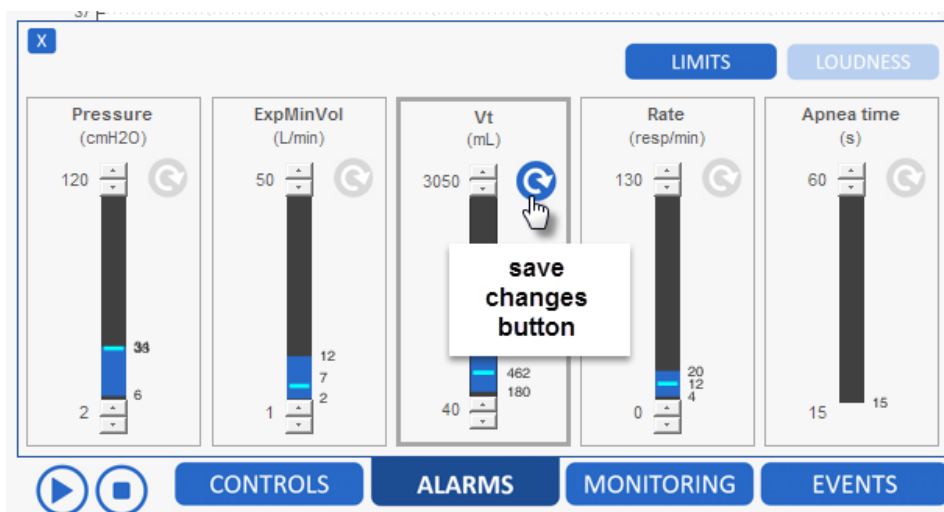 37
X
LIMITS
LOUDNESS
Pressure
(cmH2O)
120
6
2
ExpMinVol
(L/min)
50
12
7
2
1
Vt
(mL)
3050
save
changes
button
462
180
40
Rate
(resp/min)
130
20
12
4
0
Apnea time
(s)
60
15
15
CONTROLS
ALARMS
MONITORING
EVENTS